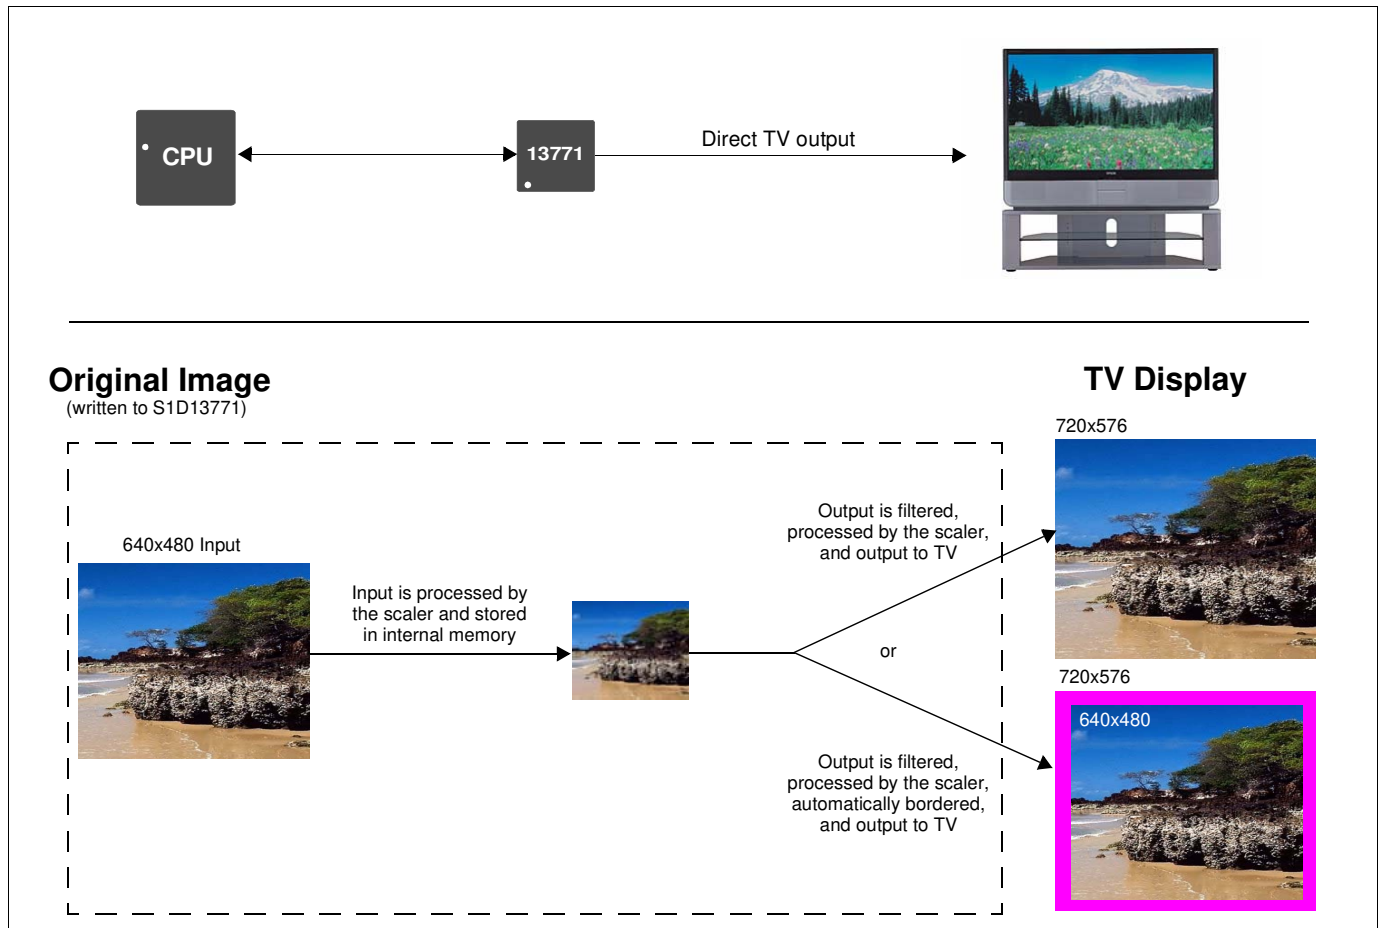 CPU
13771
Direct TV output
Original Image
(written to S1D13771)
TV Display
720x576
640x480 Input
Input is processed by
the scaler and stored
in internal memory
Output is filtered,
processed by the scaler,
and output to TV
or
720x576
640x480
Output is filtered,
processed by the scaler,
automatically bordered,
and output to TV